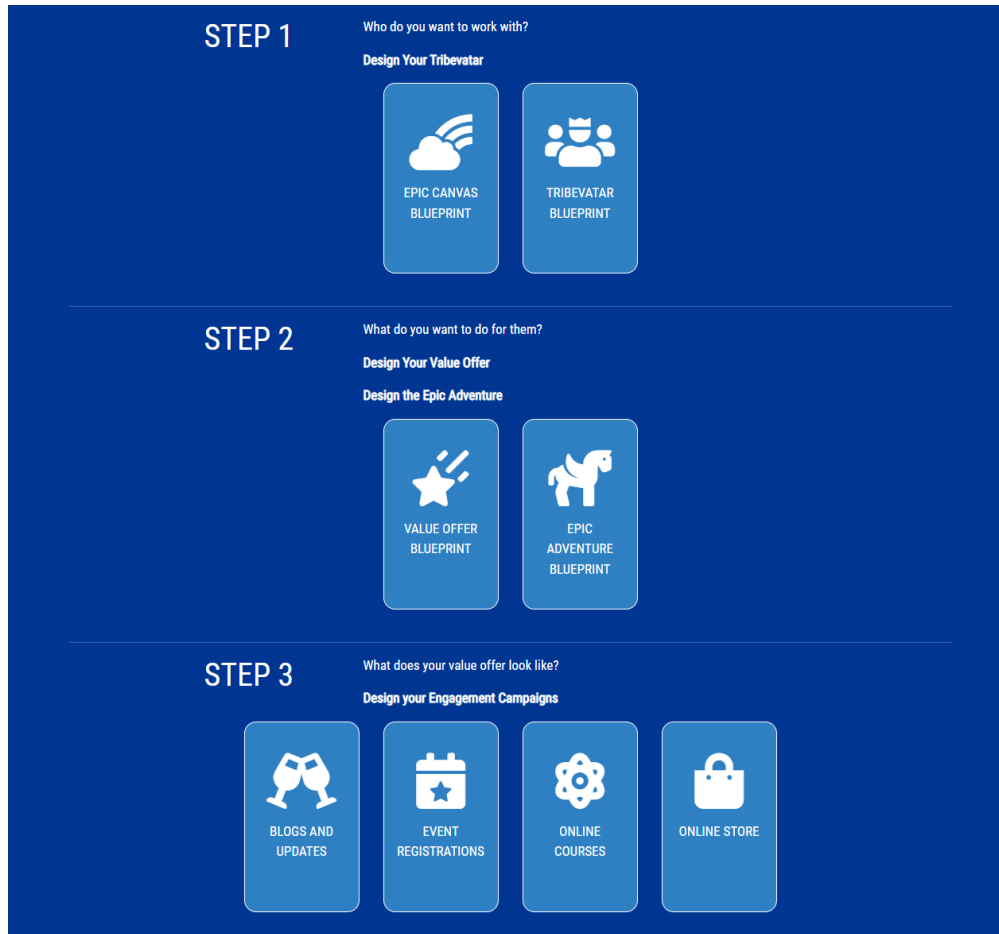 STEP 1
Who do you want to work with?
Design Your Tribevatar
EPIC CANVAS
BLUEPRINT
TRIBEVATAR
BLUEPRINT
STEP 2
What do you want to do for them?
Design Your Value Offer
Design the Epic Adventure
VALUE OFFER
BLUEPRINT
EPIC
ADVENTURE
BLUEPRINT
STEP 3
What does your value offer look like?
Design your Engagement Campaigns
BLOGS AND
UPDATES
EVENT
REGISTRATIONS
ONLINE
COURSES
ONLINE STORE